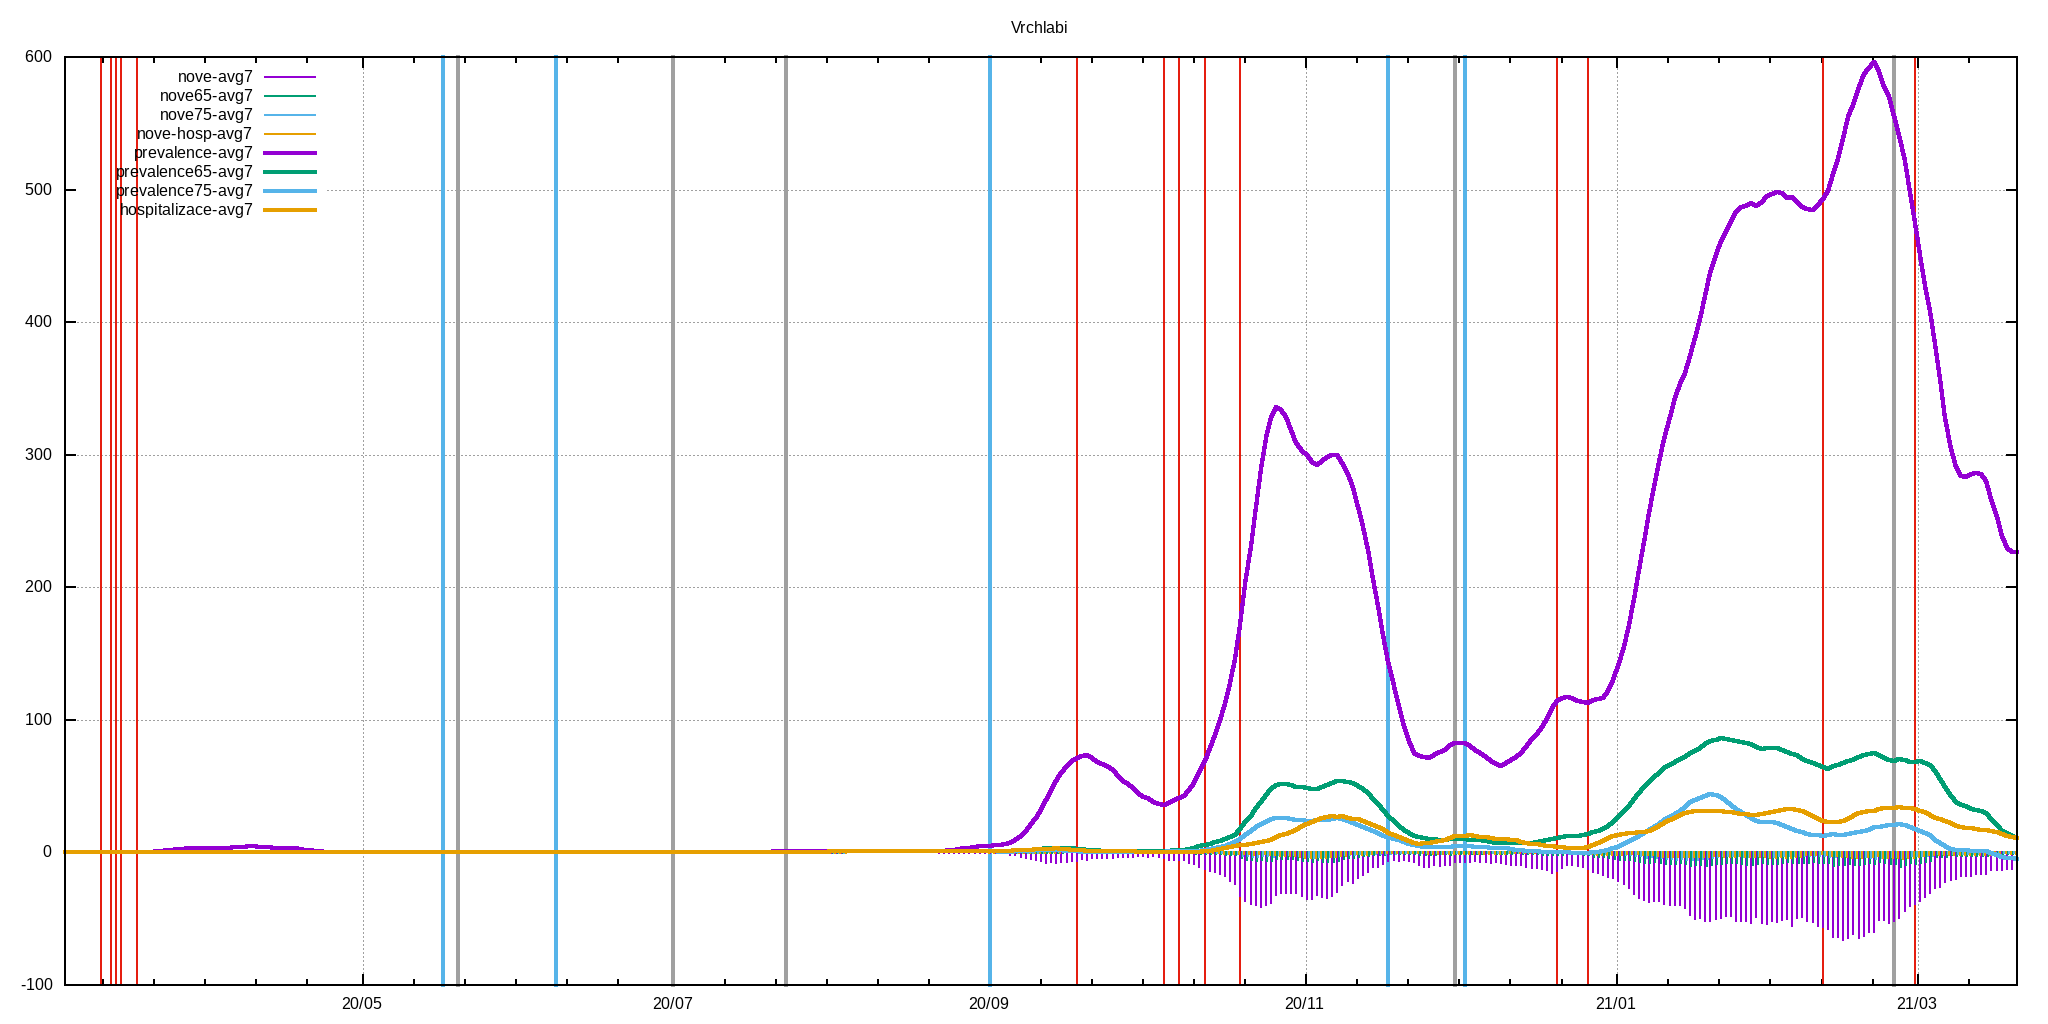 Vrchlabi
600
500
400
300
200
100
0
-100
nove-avg7
nove65-avg7
nove75-avg7
nove-hosp-avg7
prevalence-avg7
prevalence65-avg7
prevalence75-avg7
hospitalizace-avg7
20/05 20/07 20/09 20/11 21/01 21/03